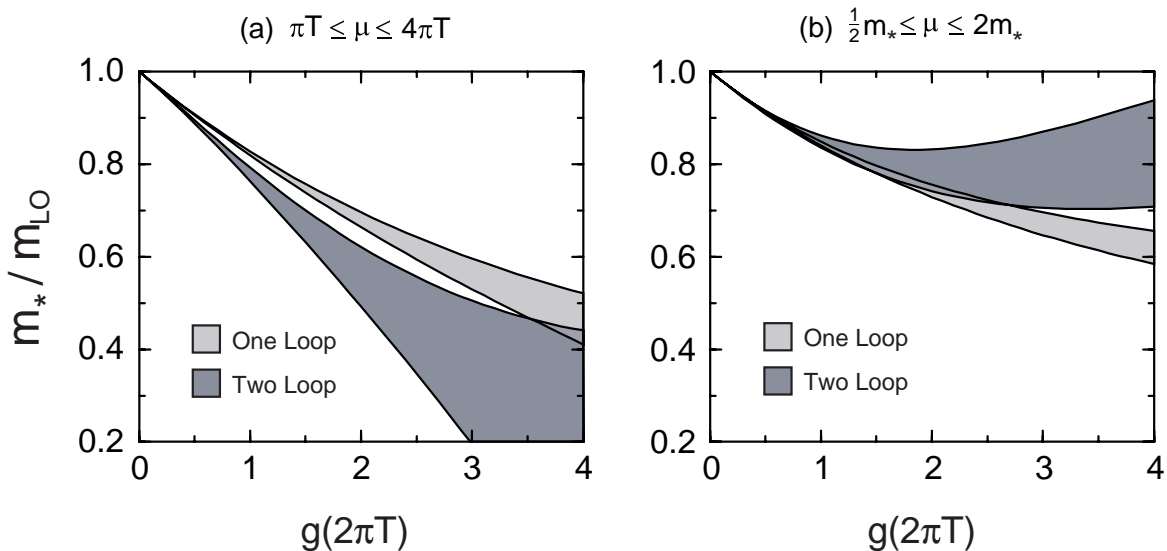 (a) πT ≤ μ ≤ 4πT
(b) ½m* ≤ μ ≤ 2m*
m* / mLO
1.0
0.8
0.6
0.4
0.2
One Loop
Two Loop
0 1 2 3 4
g(2πT)
1.0
0.8
0.6
0.4
0.2
One Loop
Two Loop
0 1 2 3 4
g(2πT)